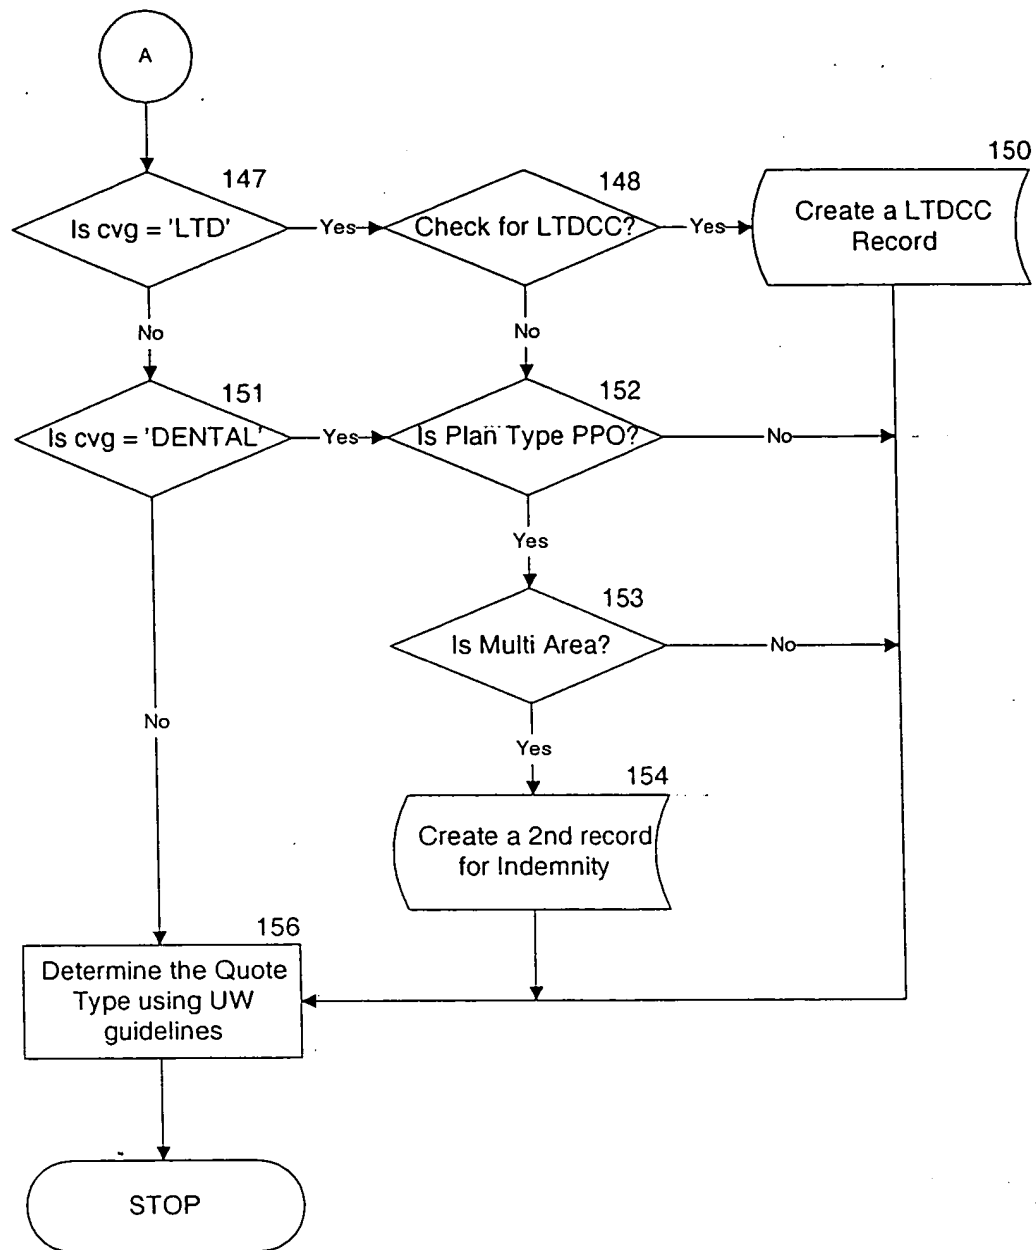 A
147
Is cvg = 'LTD'
Yes
148
Check for LTDCC?
Yes
150
Create a LTDCC
Record
No
No
151
Is cvg = 'DENTAL'
Yes
152
Is Plan Type PPO?
No
Yes
153
Is Multi Area?
No
No
Yes
154
Create a 2nd record
for Indemnity
156
Determine the Quote
Type using UW
guidelines
STOP